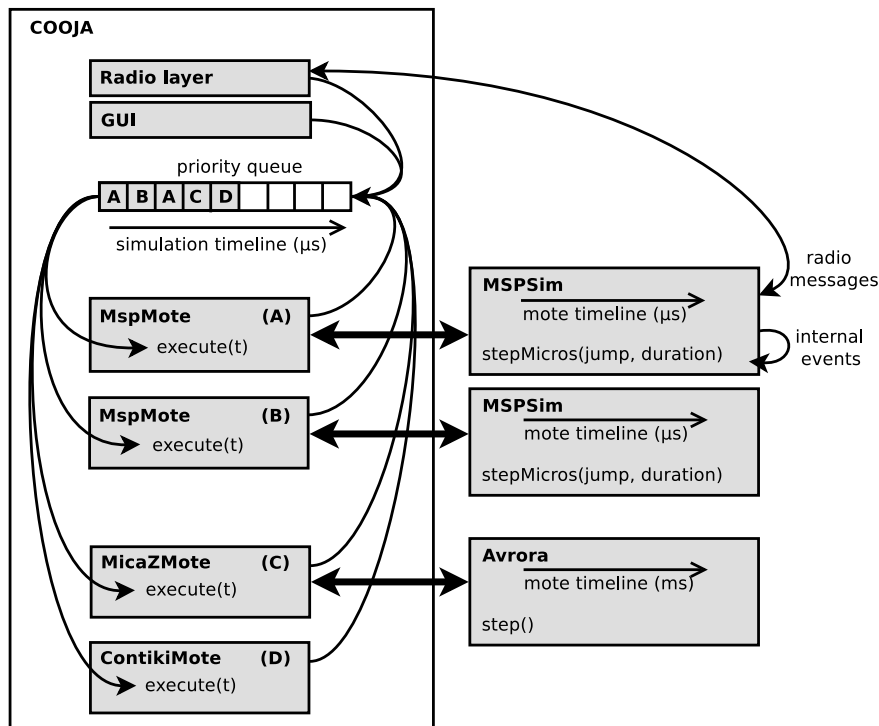 COOJA
Radio layer
GUI
priority queue
A B A C D
simulation timeline (µs)
MspMote (A)
execute(t)
MspMote (B)
execute(t)
MicaZMote (C)
execute(t)
ContikiMote (D)
execute(t)
MSPSim
mote timeline (µs)
stepMicros(jump, duration)
radio
messages
internal
events
MSPSim
mote timeline (µs)
stepMicros(jump, duration)
Avrora
mote timeline (ms)
step()